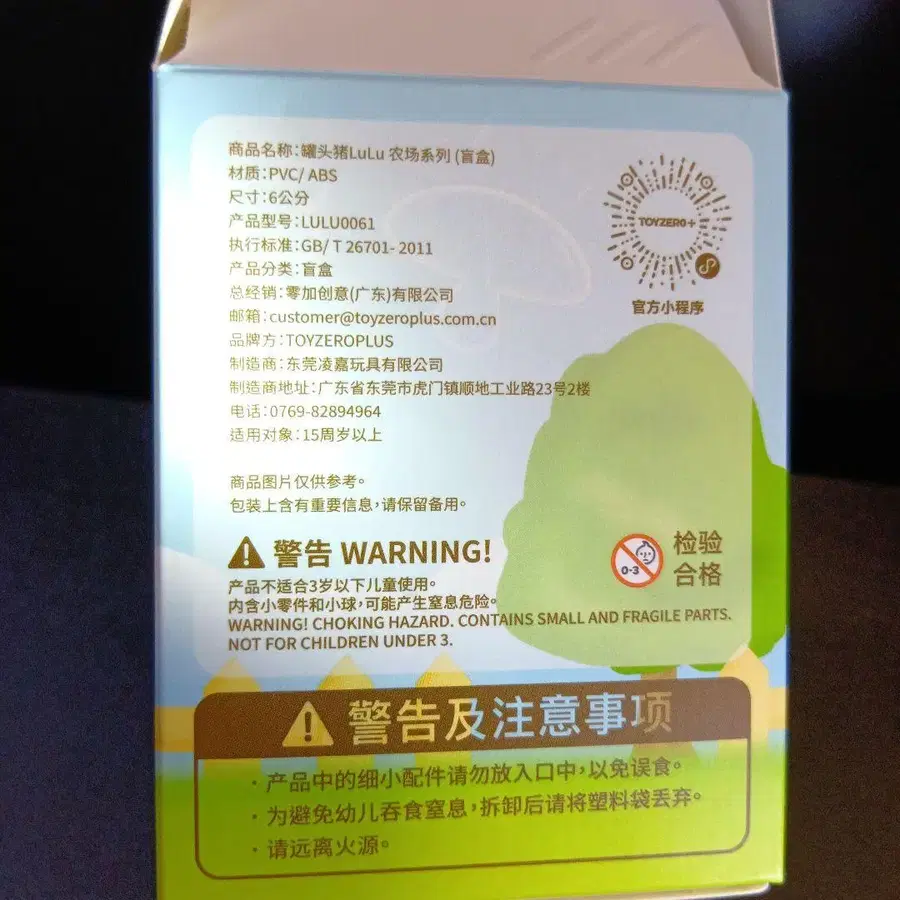 商品名称:罐头猪LuLu 农场系列 (盲盒)
材质:PVC/ ABS
尺寸:6公分
产品型号:LULU0061
执行标准:GB/ T 26701- 2011
产品分类:盲盒
总经销:零加创意(广东)有限公司
邮箱:customer@toyzeroplus.com.cn
品牌方:TOYZEROPLUS
制造商:东莞凌嘉玩具有限公司
制造商地址:广东省东莞市虎门镇顺地工业路23号2楼
电话:0769-82894964
适用对象:15周岁以上
TOYZERO+
官方小程序
商品图片仅供参考。
包装上含有重要信息,请保留备用。
警告 WARNING!
产品不适合3岁以下儿童使用。
内含小零件和小球,可能产生窒息危险。
WARNING! CHOKING HAZARD. CONTAINS SMALL AND FRAGILE PARTS.
NOT FOR CHILDREN UNDER 3.
0-3
检验
合格
警告及注意事项
· 产品中的细小配件请勿放入口中,以免误食。
· 为避免幼儿吞食窒息,拆卸后请将塑料袋丢弃。
· 请远离火源。